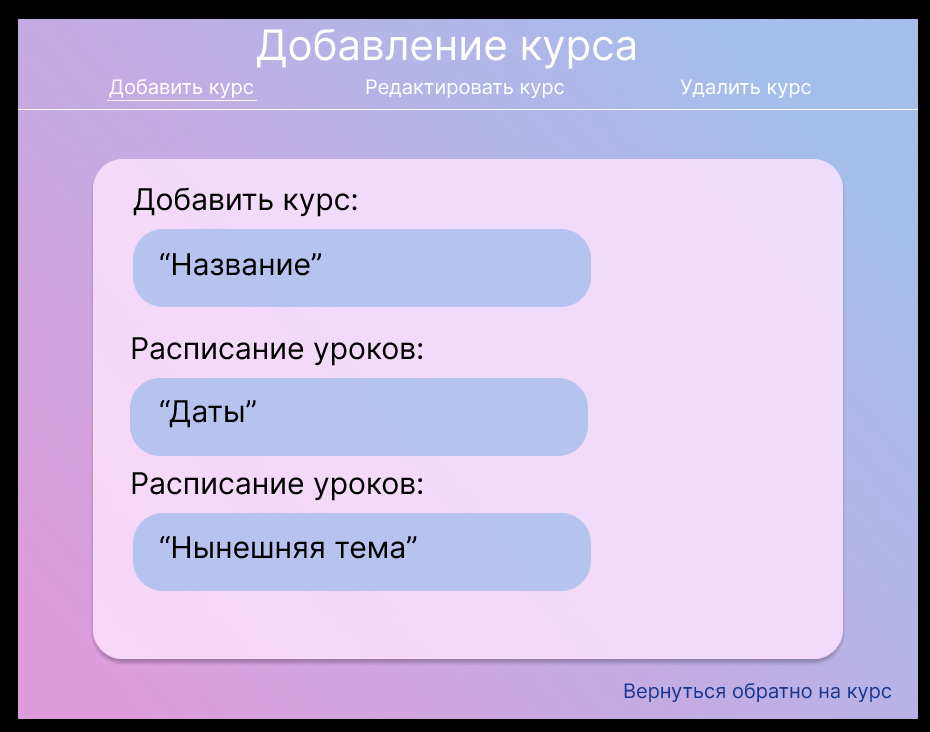 Добавление курса
Добавить курс Редактировать курс Удалить курс
Добавить курс:
“Название”
Расписание уроков:
“Даты”
Расписание уроков:
“Нынешняя тема”
Вернуться обратно на курс